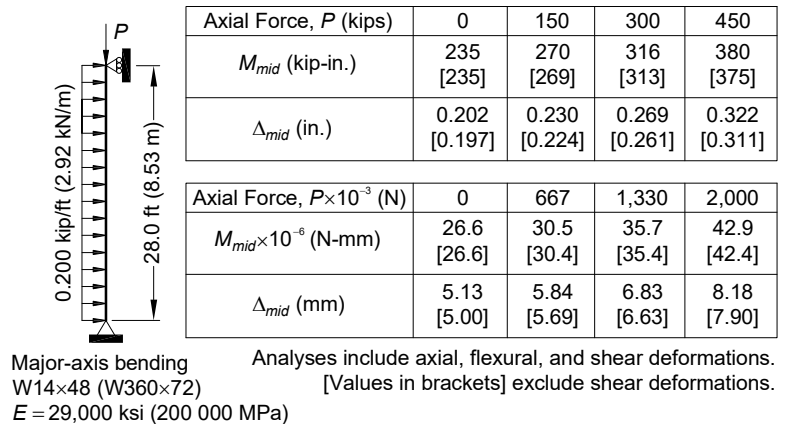 P
0.200 kip/ft (2.92 kN/m)
28.0 ft (8.53 m)
Axial Force, P (kips) 0 150 300 450
M_mid (kip-in.) 235 270 316 380
[235] [269] [313] [375]
Δ_mid (in.) 0.202 0.230 0.269 0.322
[0.197] [0.224] [0.261] [0.311]
Axial Force, P×10⁻³ (N) 0 667 1,330 2,000
M_mid×10⁻⁶ (N-mm) 26.6 30.5 35.7 42.9
[26.6] [30.4] [35.4] [42.4]
Δ_mid (mm) 5.13 5.84 6.83 8.18
[5.00] [5.69] [6.63] [7.90]
Major-axis bending
W14×48 (W360×72)
E = 29,000 ksi (200 000 MPa)
Analyses include axial, flexural, and shear deformations.
[Values in brackets] exclude shear deformations.